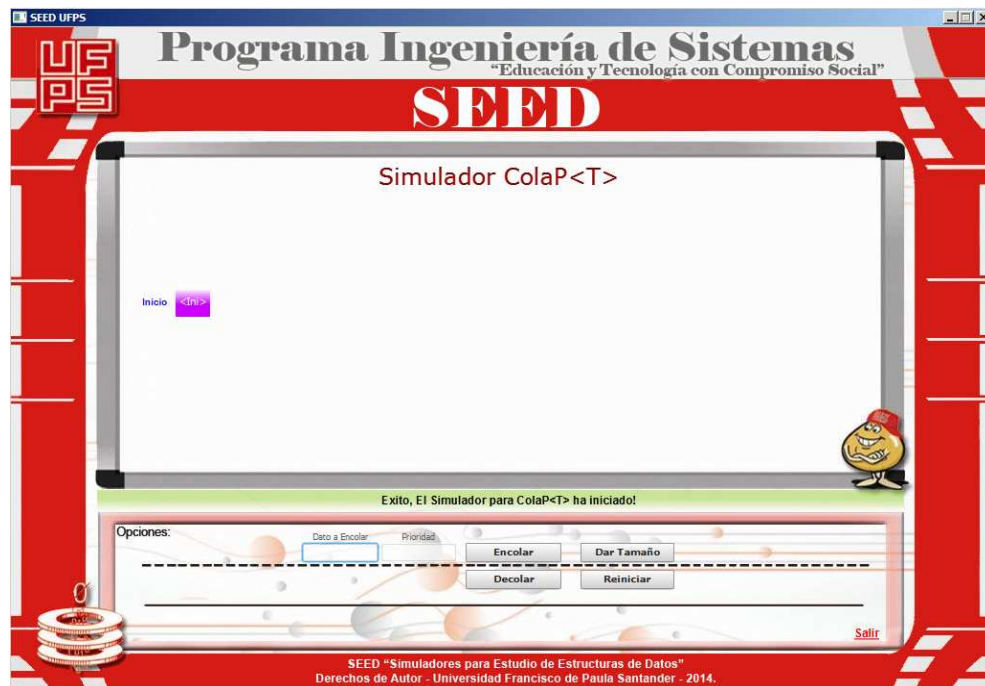 SEED UFPS
UFPS
Programa Ingeniería de Sistemas
“Educación y Tecnología con Compromiso Social”
SEED
Simulador ColaP<T>
Inicio <Ini>
Exito, El Simulador para ColaP<T> ha iniciado!
Opciones:
Dato a Encolar Prioridad
Encolar Dar Tamaño
Decolar Reiniciar
Salir
SEED “Simuladores para Estudio de Estructuras de Datos”
Derechos de Autor - Universidad Francisco de Paula Santander - 2014.